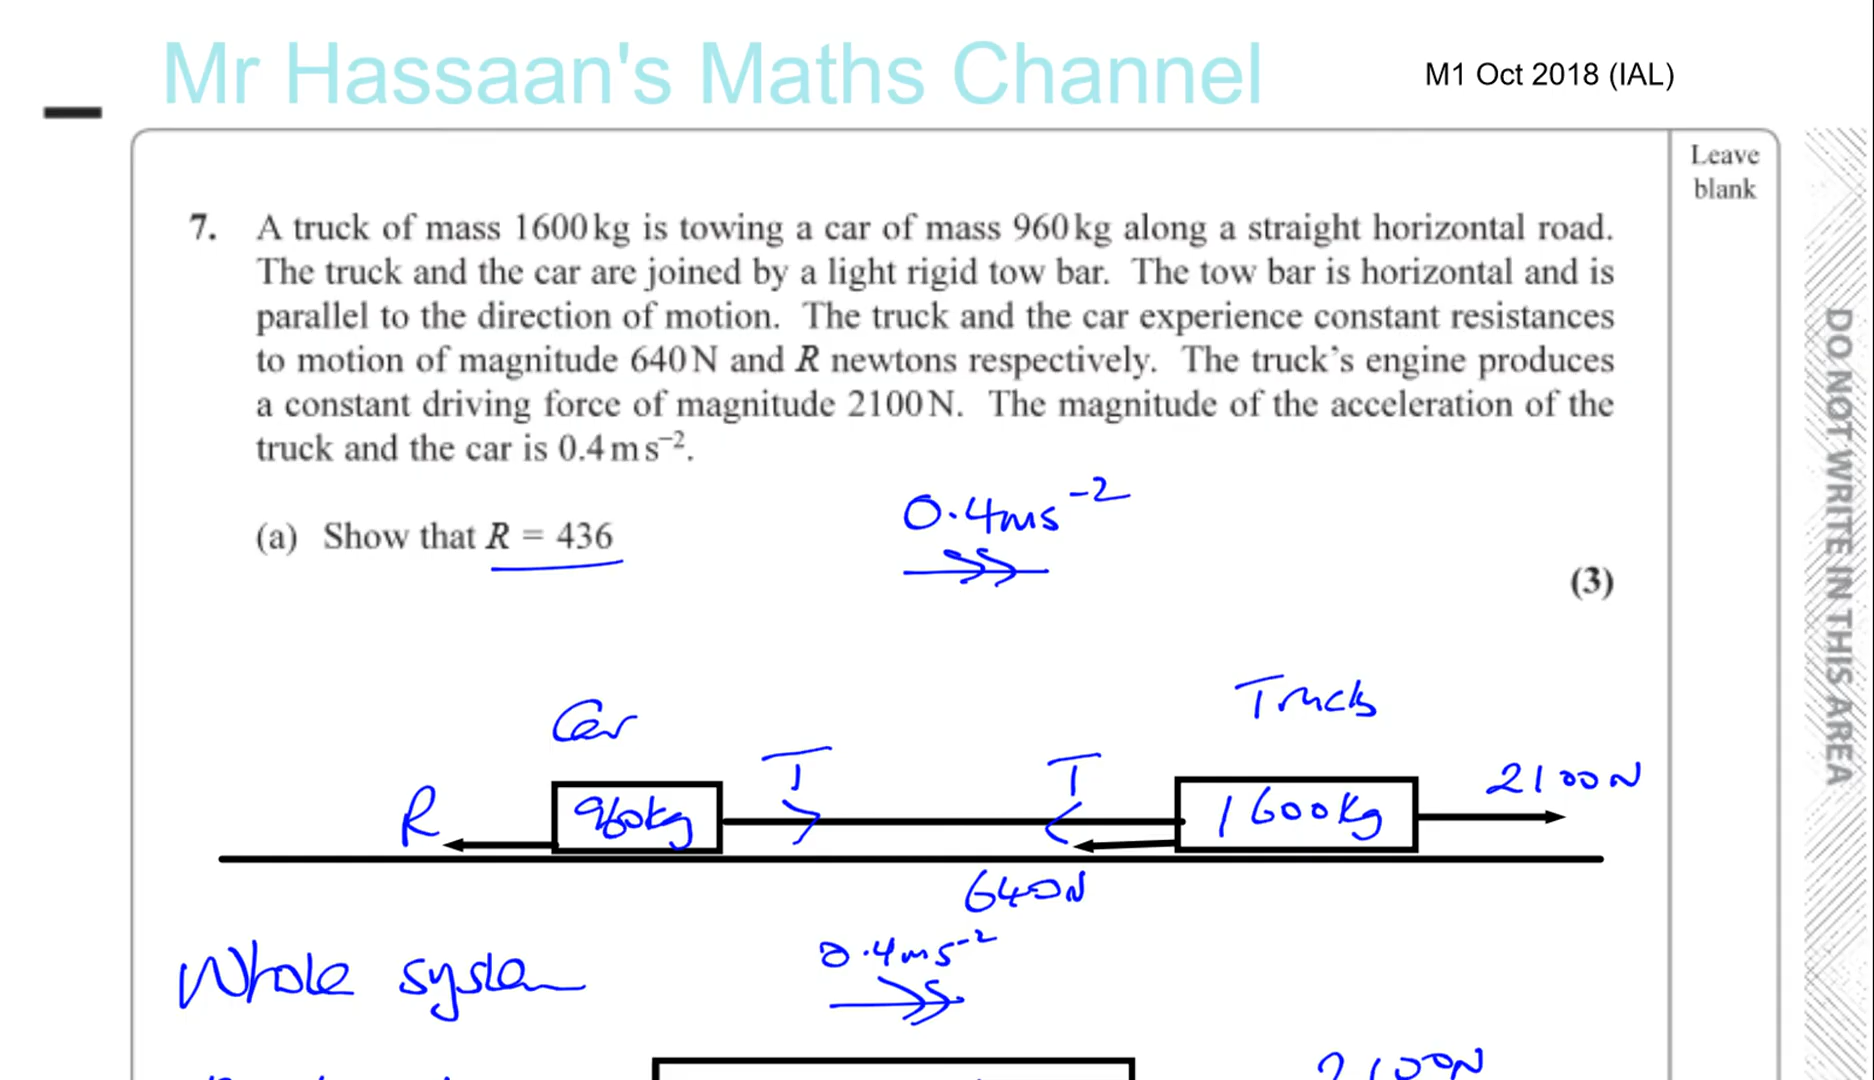 Mr Hassaan's Maths Channel
M1 Oct 2018 (IAL)
Leave
blank
7. A truck of mass 1600 kg is towing a car of mass 960 kg along a straight horizontal road.
The truck and the car are joined by a light rigid tow bar. The tow bar is horizontal and is
parallel to the direction of motion. The truck and the car experience constant resistances
to motion of magnitude 640 N and R newtons respectively. The truck's engine produces
a constant driving force of magnitude 2100 N. The magnitude of the acceleration of the
truck and the car is 0.4 m s⁻².
0.4ms⁻²
(a) Show that R = 436
(3)
Car
Truck
R
960kg
T
T
1600kg
2100N
640N
Whole system
0.4ms⁻²
2100N
DO NOT WRITE IN THIS AREA